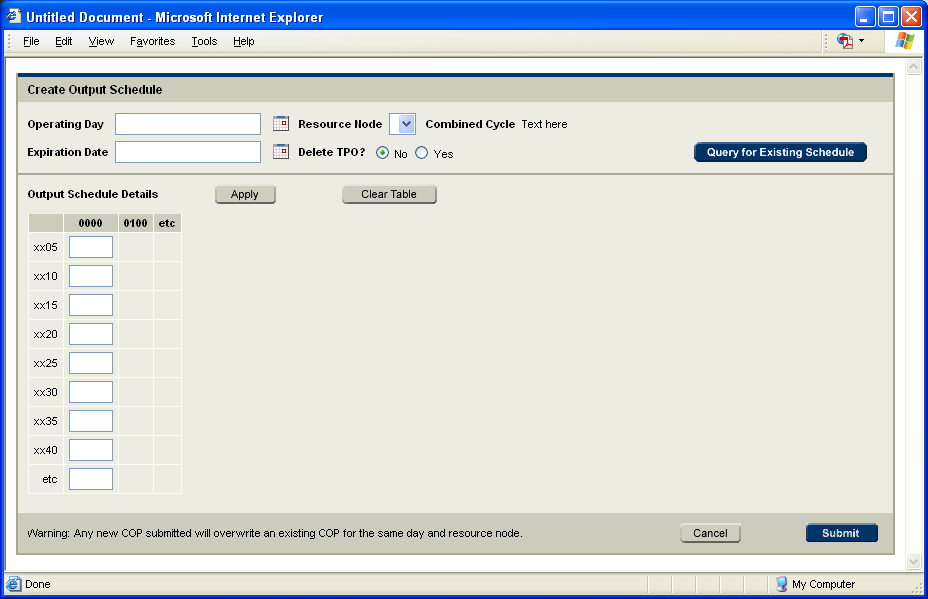 Untitled Document - Microsoft Internet Explorer
File Edit View Favorites Tools Help
Create Output Schedule
Operating Day Resource Node Combined Cycle Text here
Expiration Date Delete TPO? No Yes Query for Existing Schedule
Output Schedule Details Apply Clear Table
0000 0100 etc
xx05
xx10
xx15
xx20
xx25
xx30
xx35
xx40
etc
Warning: Any new COP submitted will overwrite an existing COP for the same day and resource node. Cancel Submit
Done My Computer